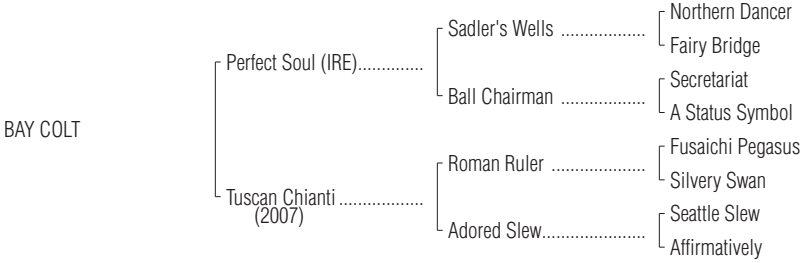 Northern Dancer
Sadler's Wells ...................
Fairy Bridge
Perfect Soul (IRE)..............
Secretariat
Ball Chairman ...................
A Status Symbol
BAY COLT
Fusaichi Pegasus
Roman Ruler .....................
Silvery Swan
Tuscan Chianti ...................
(2007)
Seattle Slew
Adored Slew.......................
Affirmatively